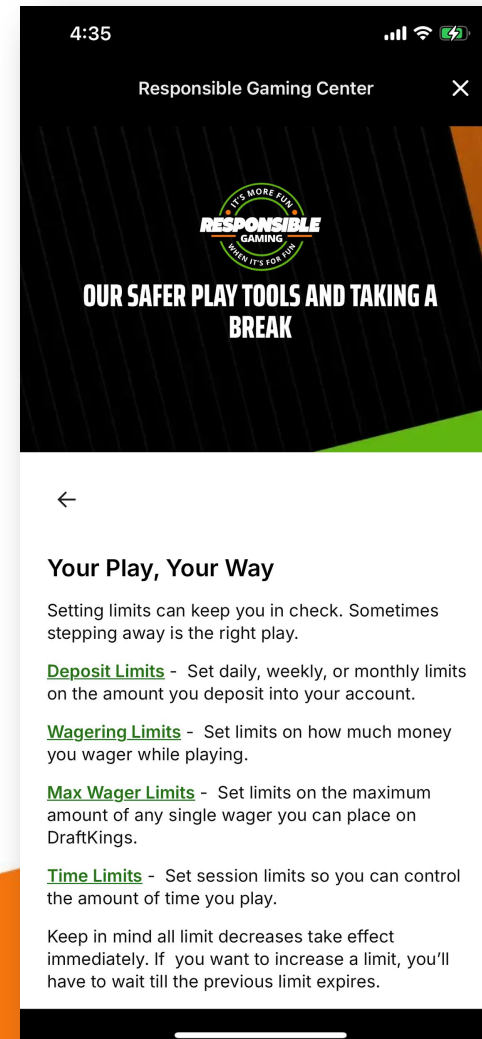 4:35
Responsible Gaming Center
IT'S MORE FUN
RESPONSIBLE
GAMING
WHEN IT'S FOR FUN
OUR SAFER PLAY TOOLS AND TAKING A
BREAK
Your Play, Your Way
Setting limits can keep you in check. Sometimes
stepping away is the right play.
Deposit Limits - Set daily, weekly, or monthly limits
on the amount you deposit into your account.
Wagering Limits - Set limits on how much money
you wager while playing.
Max Wager Limits - Set limits on the maximum
amount of any single wager you can place on
DraftKings.
Time Limits - Set session limits so you can control
the amount of time you play.
Keep in mind all limit decreases take effect
immediately. If you want to increase a limit, you’ll
have to wait till the previous limit expires.